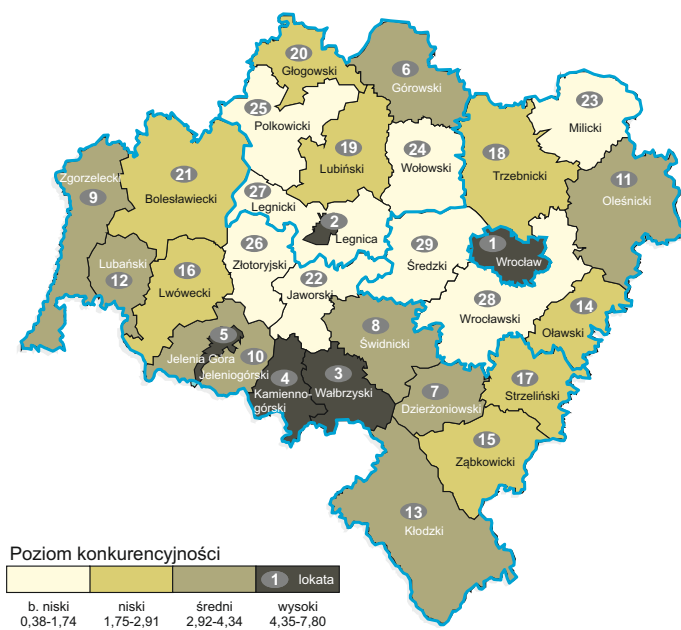 20
Głogowski
6
Górowski
25
Polkowicki
23
Milicki
19
Lubiński
24
Wołowski
18
Trzebnicki
Zgorzelecki
9
21
Bolesławiecki
11
Oleśnicki
27
Legnicki
2
Legnica
26
Złotoryjski
29
Średzki
1
Wrocław
Lubański
12
16
Lwówecki
22
Jaworski
28
Wrocławski
14
Oławski
5
Jelenia Góra
10
Jeleniogórski
8
Świdnicki
4
Kamienno-
górski
3
Wałbrzyski
7
Dzierżoniowski
17
Strzeliński
15
Ząbkowicki
13
Kłodzki
Poziom konkurencyjności
1 lokata
b. niski niski średni wysoki
0,38-1,74 1,75-2,91 2,92-4,34 4,35-7,80